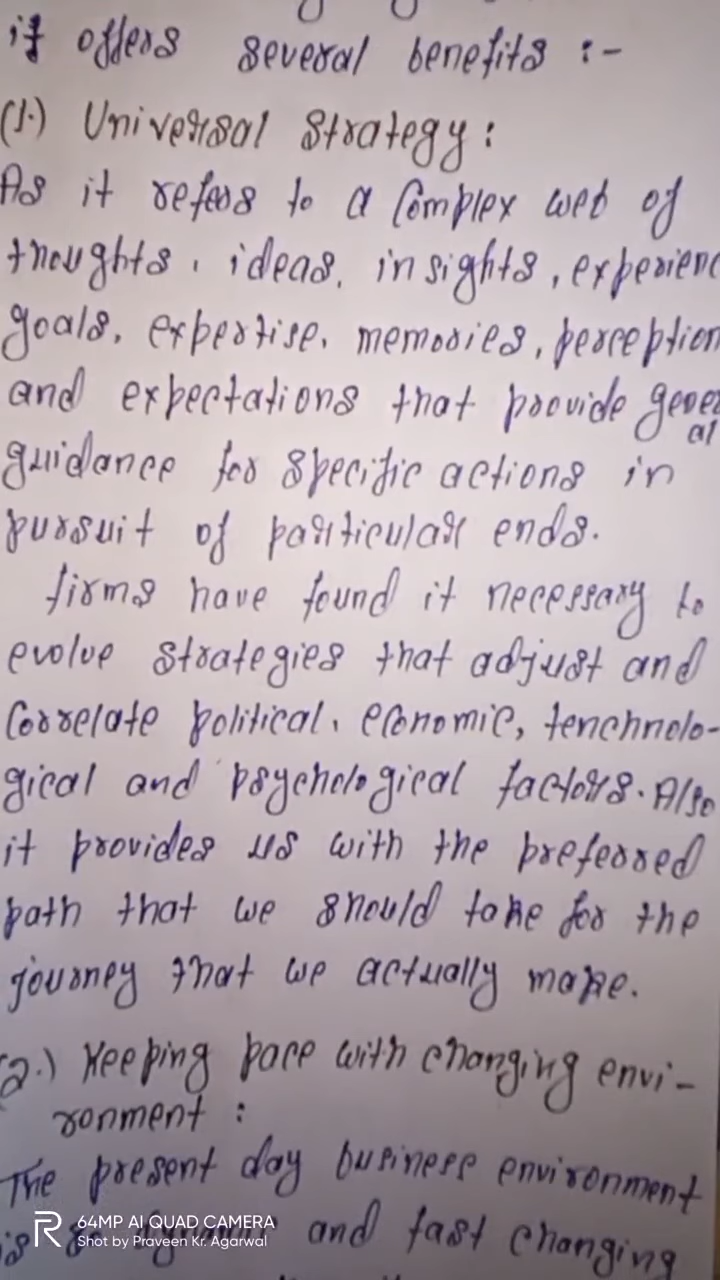 it offers several benefits :-
(1.) Universal Strategy :
As it refers to a Complex web of
thoughts, ideas, insights, experienc
goals, expertise, memories, perception
and expectations that provide gener
al
guidance for specific actions in
pursuit of particular ends.
firms have found it necessary to
evolve strategies that adjust and
Correlate political, economic, tenchnolo-
gical and psychological factors. Also
it provides us with the preferred
path that we should take for the
journey that we actually make.
2.) Keeping pace with changing envi-
ronment :
The present day business environment
is and fast changing
64MP AI QUAD CAMERA
Shot by Praveen Kr. Agarwal